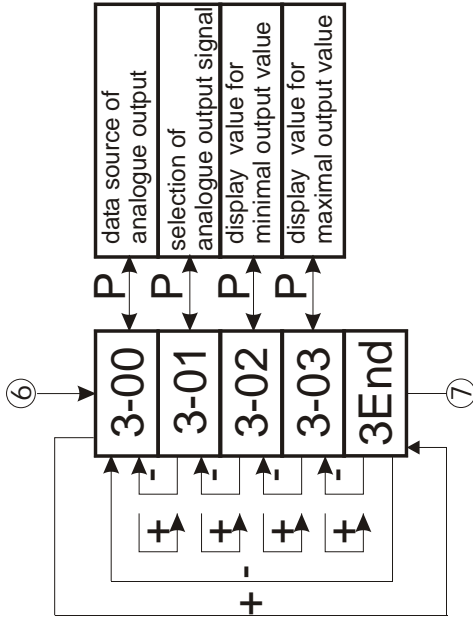 6
3-00
P
data source of
analogue output
- +
3-01
P
selection of
analogue output signal
- +
3-02
P
display value for
minimal output value
- +
3-03
P
display value for
maximal output value
- +
3End
-
+
7